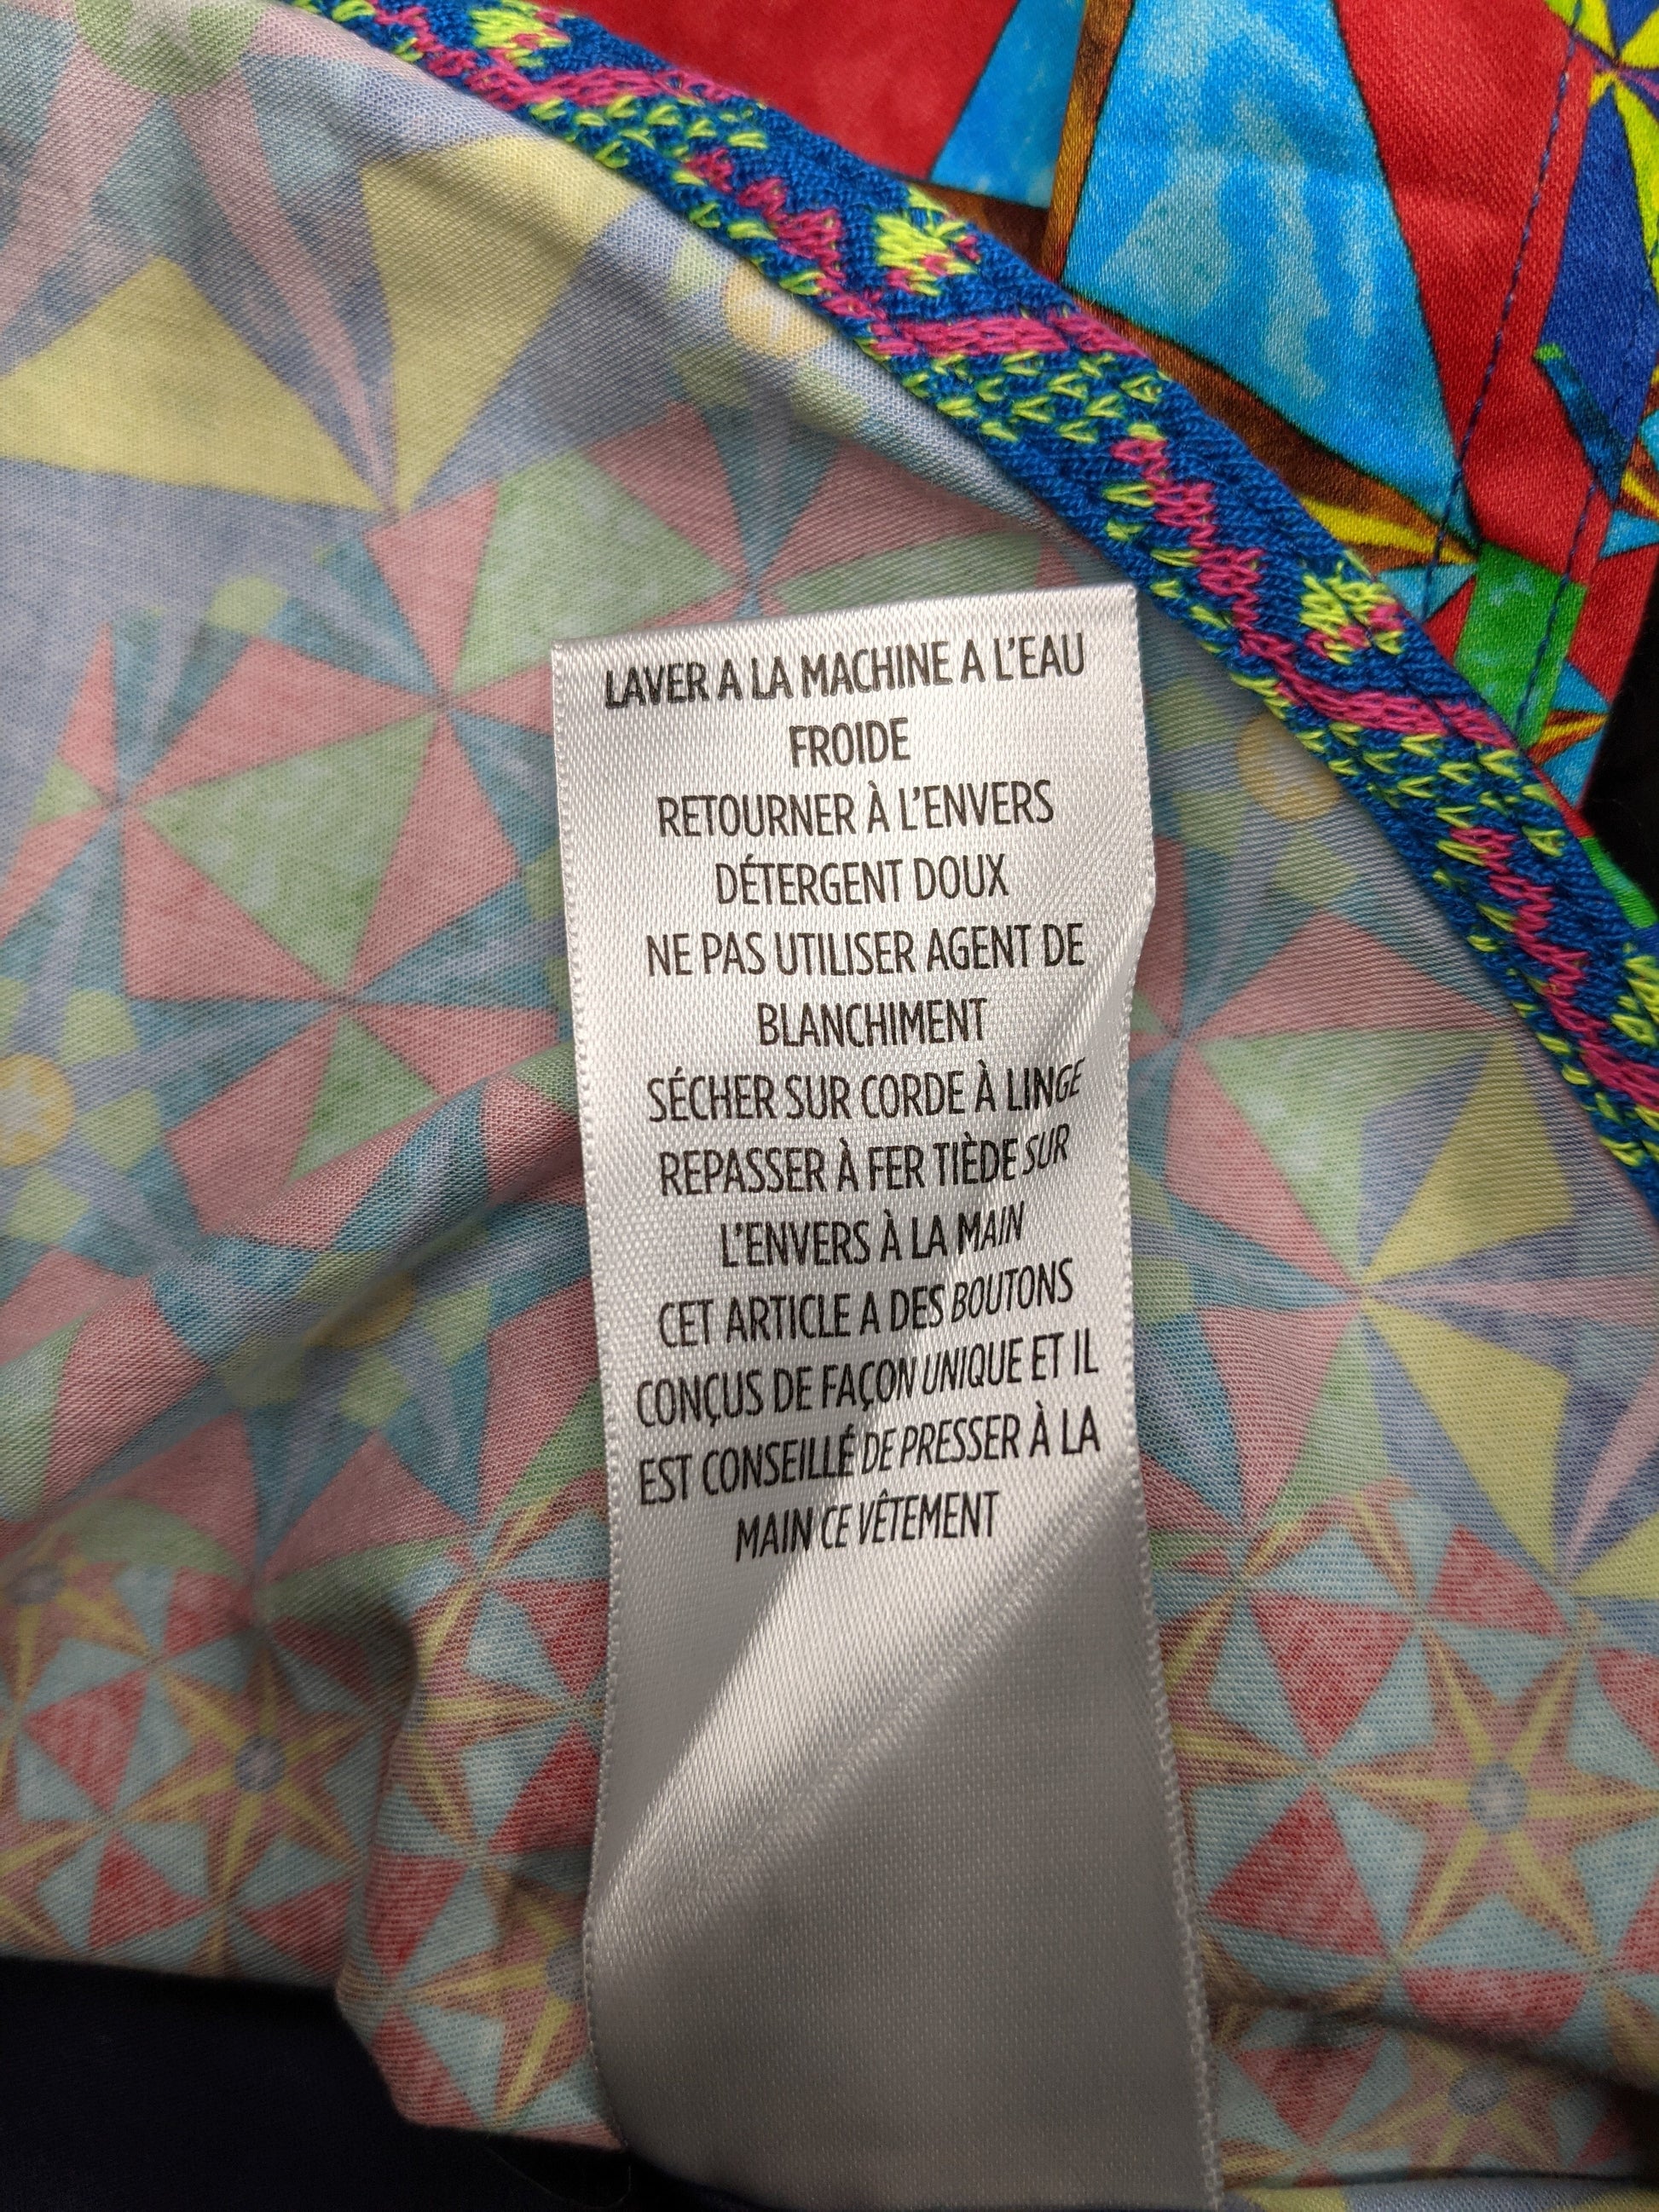 LAVER A LA MACHINE A L'EAU
FROIDE
RETOURNER À L'ENVERS
DÉTERGENT DOUX
NE PAS UTILISER AGENT DE
BLANCHIMENT
SÉCHER SUR CORDE À LINGE
REPASSER À FER TIÈDE SUR
L'ENVERS À LA MAIN
CET ARTICLE A DES BOUTONS
CONÇUS DE FAÇON UNIQUE ET IL
EST CONSEILLÉ DE PRESSER À LA
MAIN CE VÊTEMENT